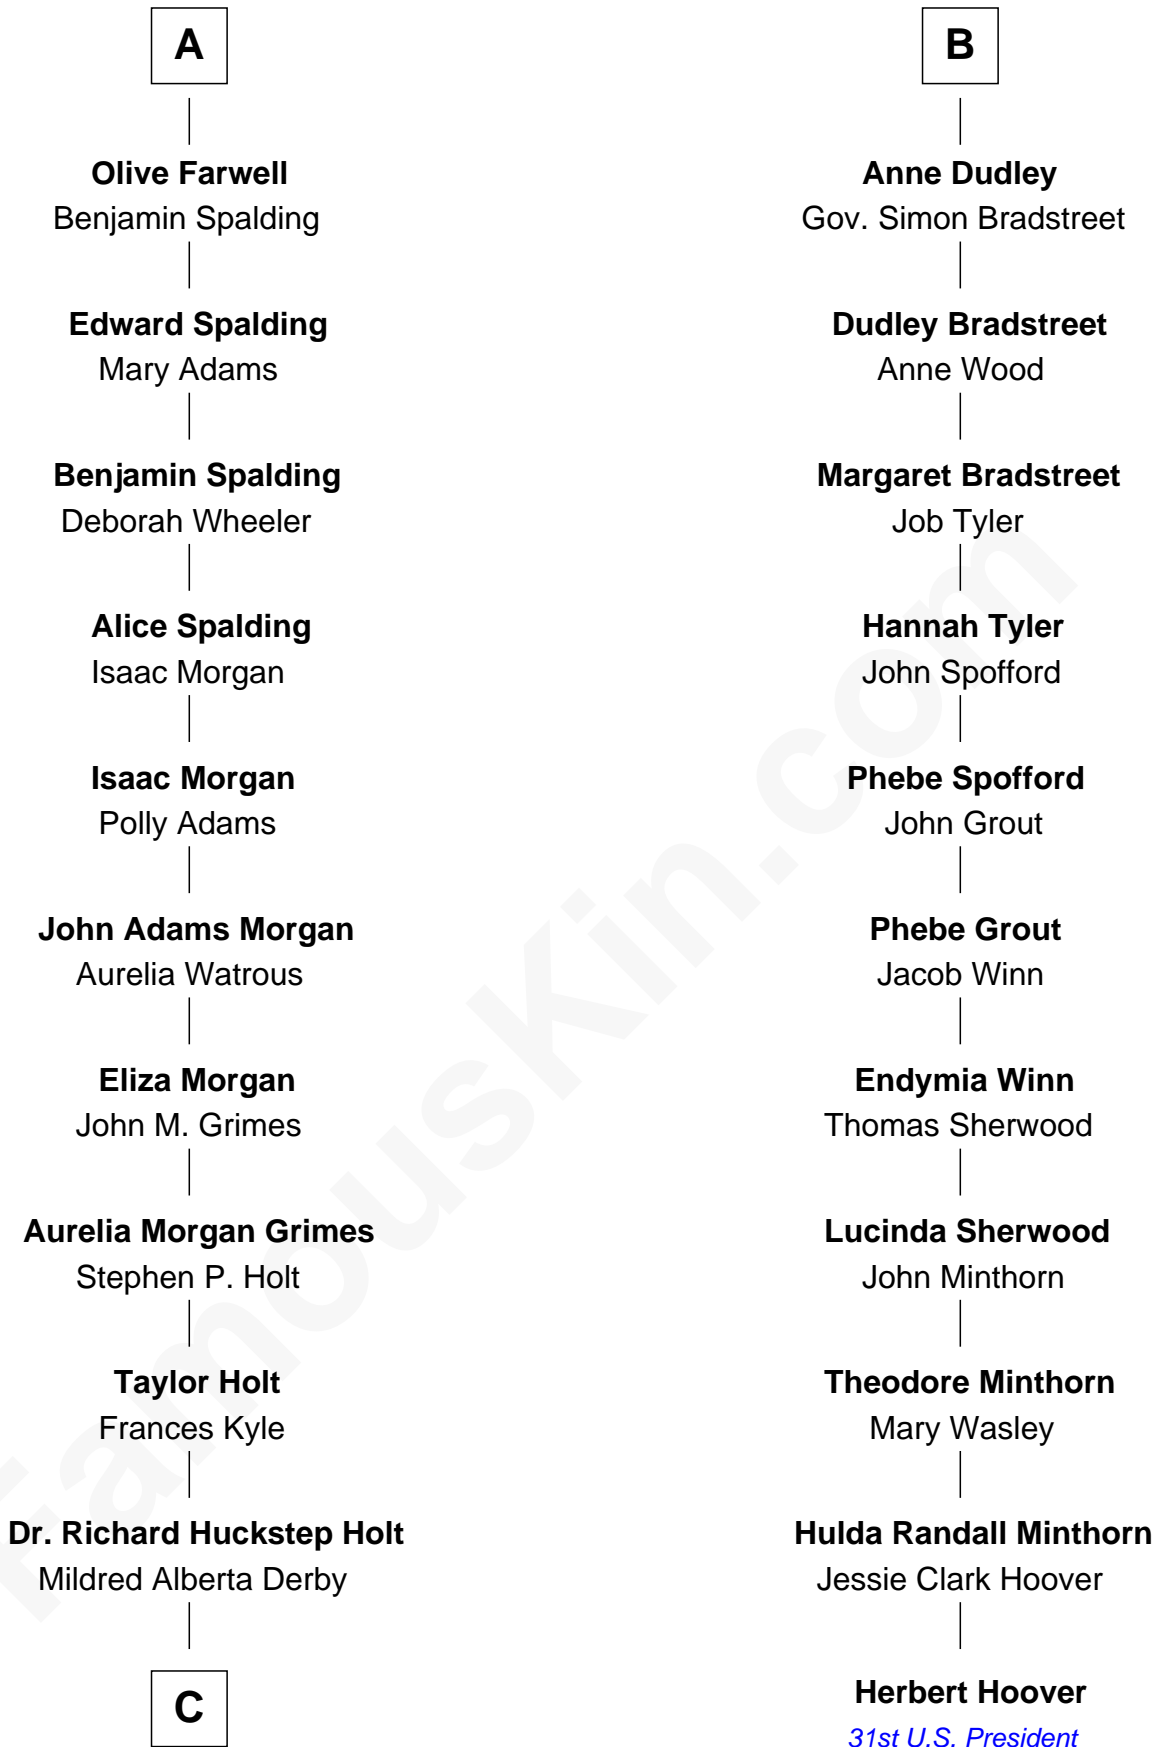 A
Olive Farwell
Benjamin Spalding
Edward Spalding
Mary Adams
Benjamin Spalding
Deborah Wheeler
Alice Spalding
Isaac Morgan
Isaac Morgan
Polly Adams
John Adams Morgan
Aurelia Watrous
Eliza Morgan
John M. Grimes
Aurelia Morgan Grimes
Stephen P. Holt
Taylor Holt
Frances Kyle
Dr. Richard Huckstep Holt
Mildred Alberta Derby
C
B
Anne Dudley
Gov. Simon Bradstreet
Dudley Bradstreet
Anne Wood
Margaret Bradstreet
Job Tyler
Hannah Tyler
John Spofford
Phebe Spofford
John Grout
Phebe Grout
Jacob Winn
Endymia Winn
Thomas Sherwood
Lucinda Sherwood
John Minthorn
Theodore Minthorn
Mary Wasley
Hulda Randall Minthorn
Jessie Clark Hoover
Herbert Hoover
31st U.S. President
FamousKin.com